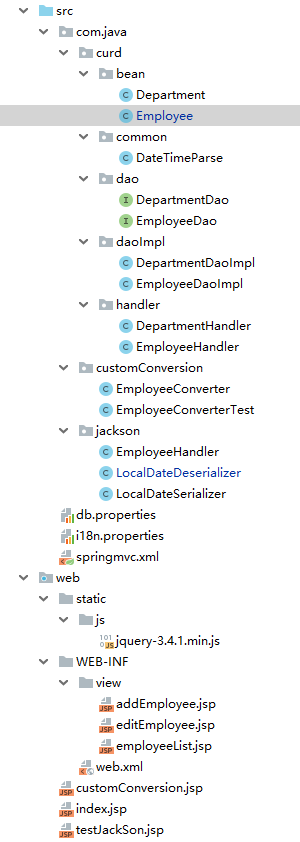 src
com.java
curd
bean
Department
Employee
common
DateTimeParse
dao
DepartmentDao
EmployeeDao
daoImpl
DepartmentDaoImpl
EmployeeDaoImpl
handler
DepartmentHandler
EmployeeHandler
customConversion
EmployeeConverter
EmployeeConverterTest
jackson
EmployeeHandler
LocalDateDeserializer
LocalDateSerializer
db.properties
i18n.properties
springmvc.xml
web
static
js
jquery-3.4.1.min.js
WEB-INF
view
addEmployee.jsp
editEmployee.jsp
employeeList.jsp
web.xml
customConversion.jsp
index.jsp
testJackSon.jsp